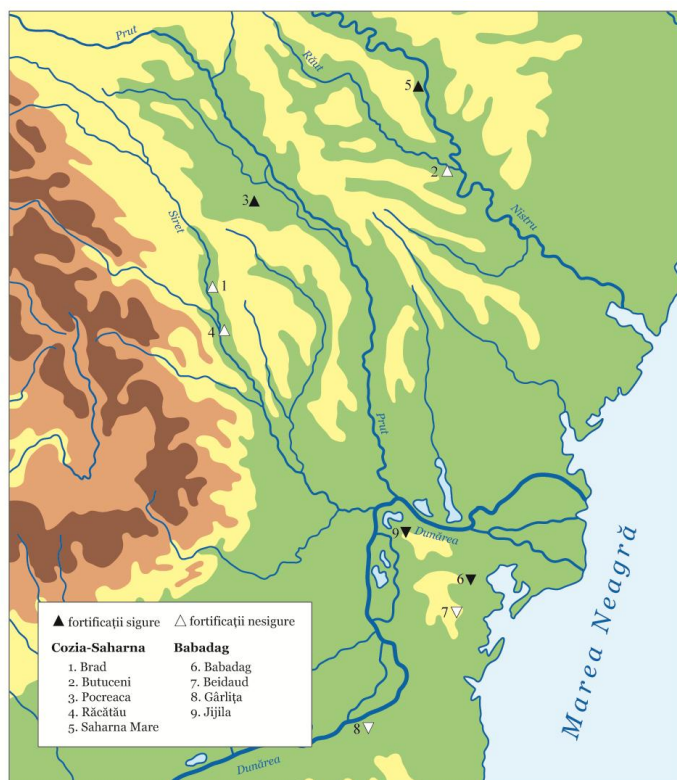 Prut
Răut
5
2
3
Nistru
Siret
1
4
Prut
9
Dunărea
6
7
Marea Neagră
8
Dunărea
▲ fortificații sigure △ fortificații nesigure
Cozia-Saharna
1. Brad
2. Butuceni
3. Pocreaca
4. Răcătău
5. Saharna Mare
Babadag
6. Babadag
7. Beidaud
8. Gârlița
9. Jijila